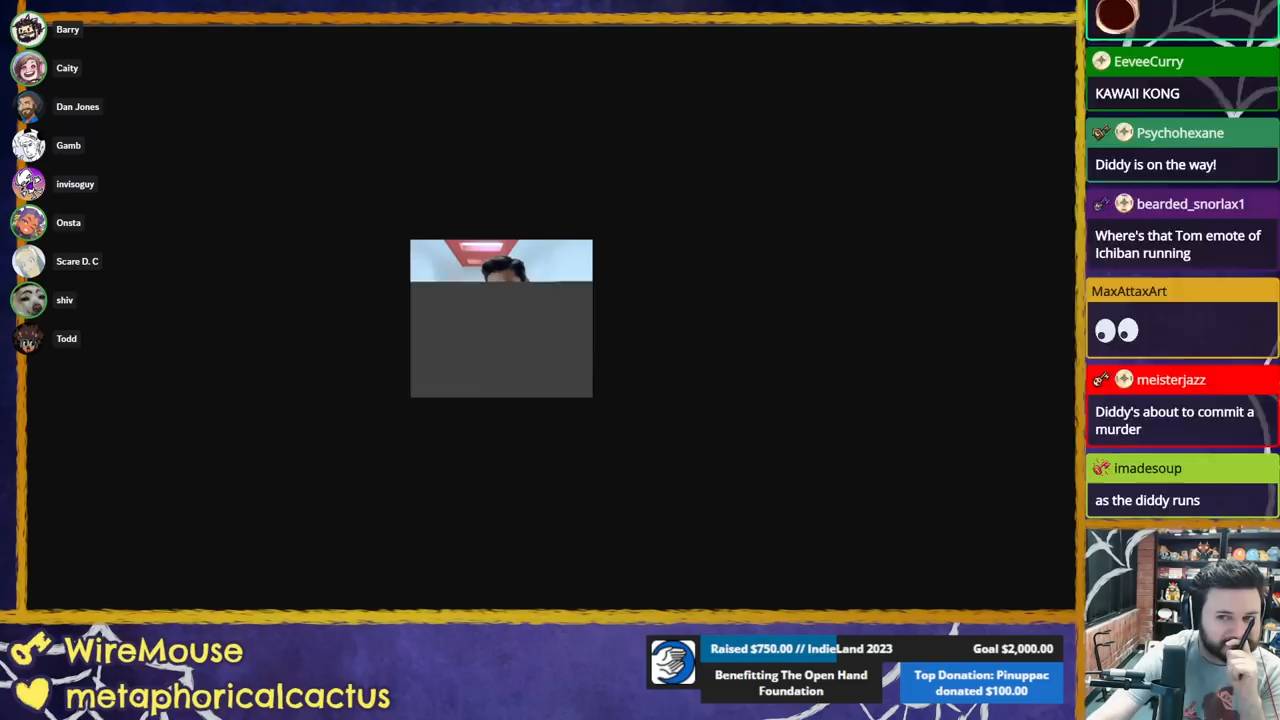 Barry
Caity
Dan Jones
Gamb
invisoguy
Onsta
Scare D. C
shiv
Todd
EeveeCurry
KAWAII KONG
Psychohexane
Diddy is on the way!
bearded_snorlax1
Where's that Tom emote of
Ichiban running
MaxAttaxArt
meisterjazz
Diddy's about to commit a
murder
imadesoup
as the diddy runs
WireMouse
metaphoricalcactus
Raised $750.00 // IndieLand 2023
Goal $2,000.00
Benefitting The Open Hand
Foundation
Top Donation: Pinuppac
donated $100.00